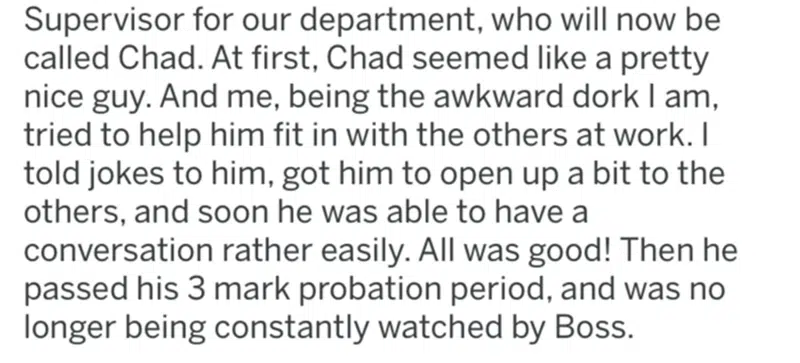 Supervisor for our department, who will now be
called Chad. At first, Chad seemed like a pretty
nice guy. And me, being the awkward dork I am,
tried to help him fit in with the others at work. I
told jokes to him, got him to open up a bit to the
others, and soon he was able to have a
conversation rather easily. All was good! Then he
passed his 3 mark probation period, and was no
longer being constantly watched by Boss.